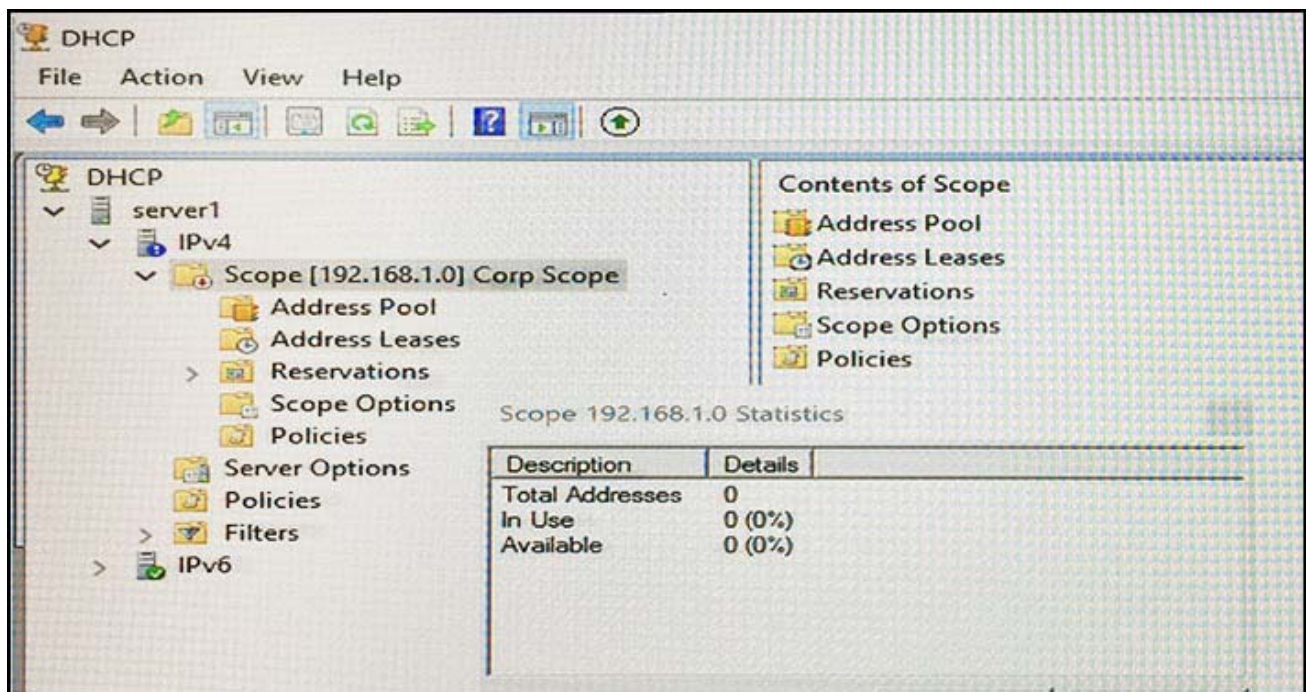 DHCP
File Action View Help
DHCP
server1
IPv4
Scope [192.168.1.0] Corp Scope
Address Pool
Address Leases
Reservations
Scope Options
Policies
Server Options
Policies
Filters
IPv6
Contents of Scope
Address Pool
Address Leases
Reservations
Scope Options
Policies
Scope 192.168.1.0 Statistics
Description Details
Total Addresses 0
In Use 0 (0%)
Available 0 (0%)